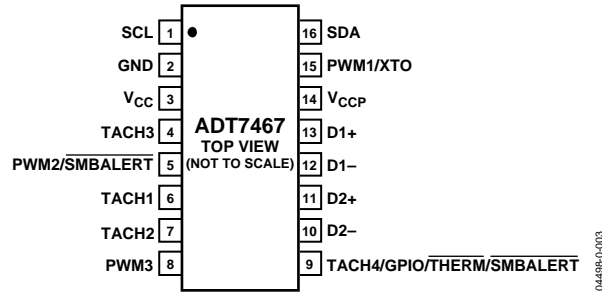 SCL 1 16 SDA
GND 2 15 PWM1/XTO
VCC 3 14 VCCP
TACH3 4 13 D1+
PWM2/SMBALERT 5 12 D1–
TACH1 6 11 D2+
TACH2 7 10 D2–
PWM3 8 9 TACH4/GPIO/THERM/SMBALERT
ADT7467
TOP VIEW
(NOT TO SCALE)
04498-0-003